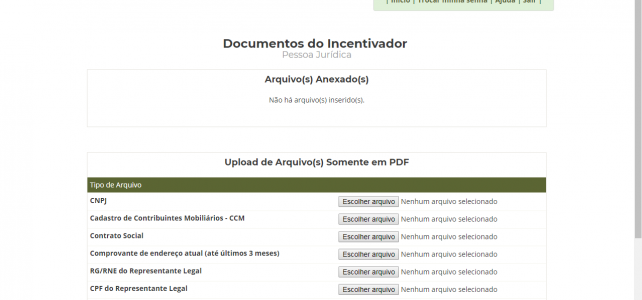 | Início | Trocar minha senha | Ajuda | Sair |
Documentos do Incentivador
Pessoa Jurídica
Arquivo(s) Anexado(s)
Não há arquivo(s) inserido(s).
Upload de Arquivo(s) Somente em PDF
Tipo de Arquivo
CNPJ Escolher arquivo Nenhum arquivo selecionado
Cadastro de Contribuintes Mobiliários - CCM Escolher arquivo Nenhum arquivo selecionado
Contrato Social Escolher arquivo Nenhum arquivo selecionado
Comprovante de endereço atual (até últimos 3 meses) Escolher arquivo Nenhum arquivo selecionado
RG/RNE do Representante Legal Escolher arquivo Nenhum arquivo selecionado
CPF do Representante Legal Escolher arquivo Nenhum arquivo selecionado